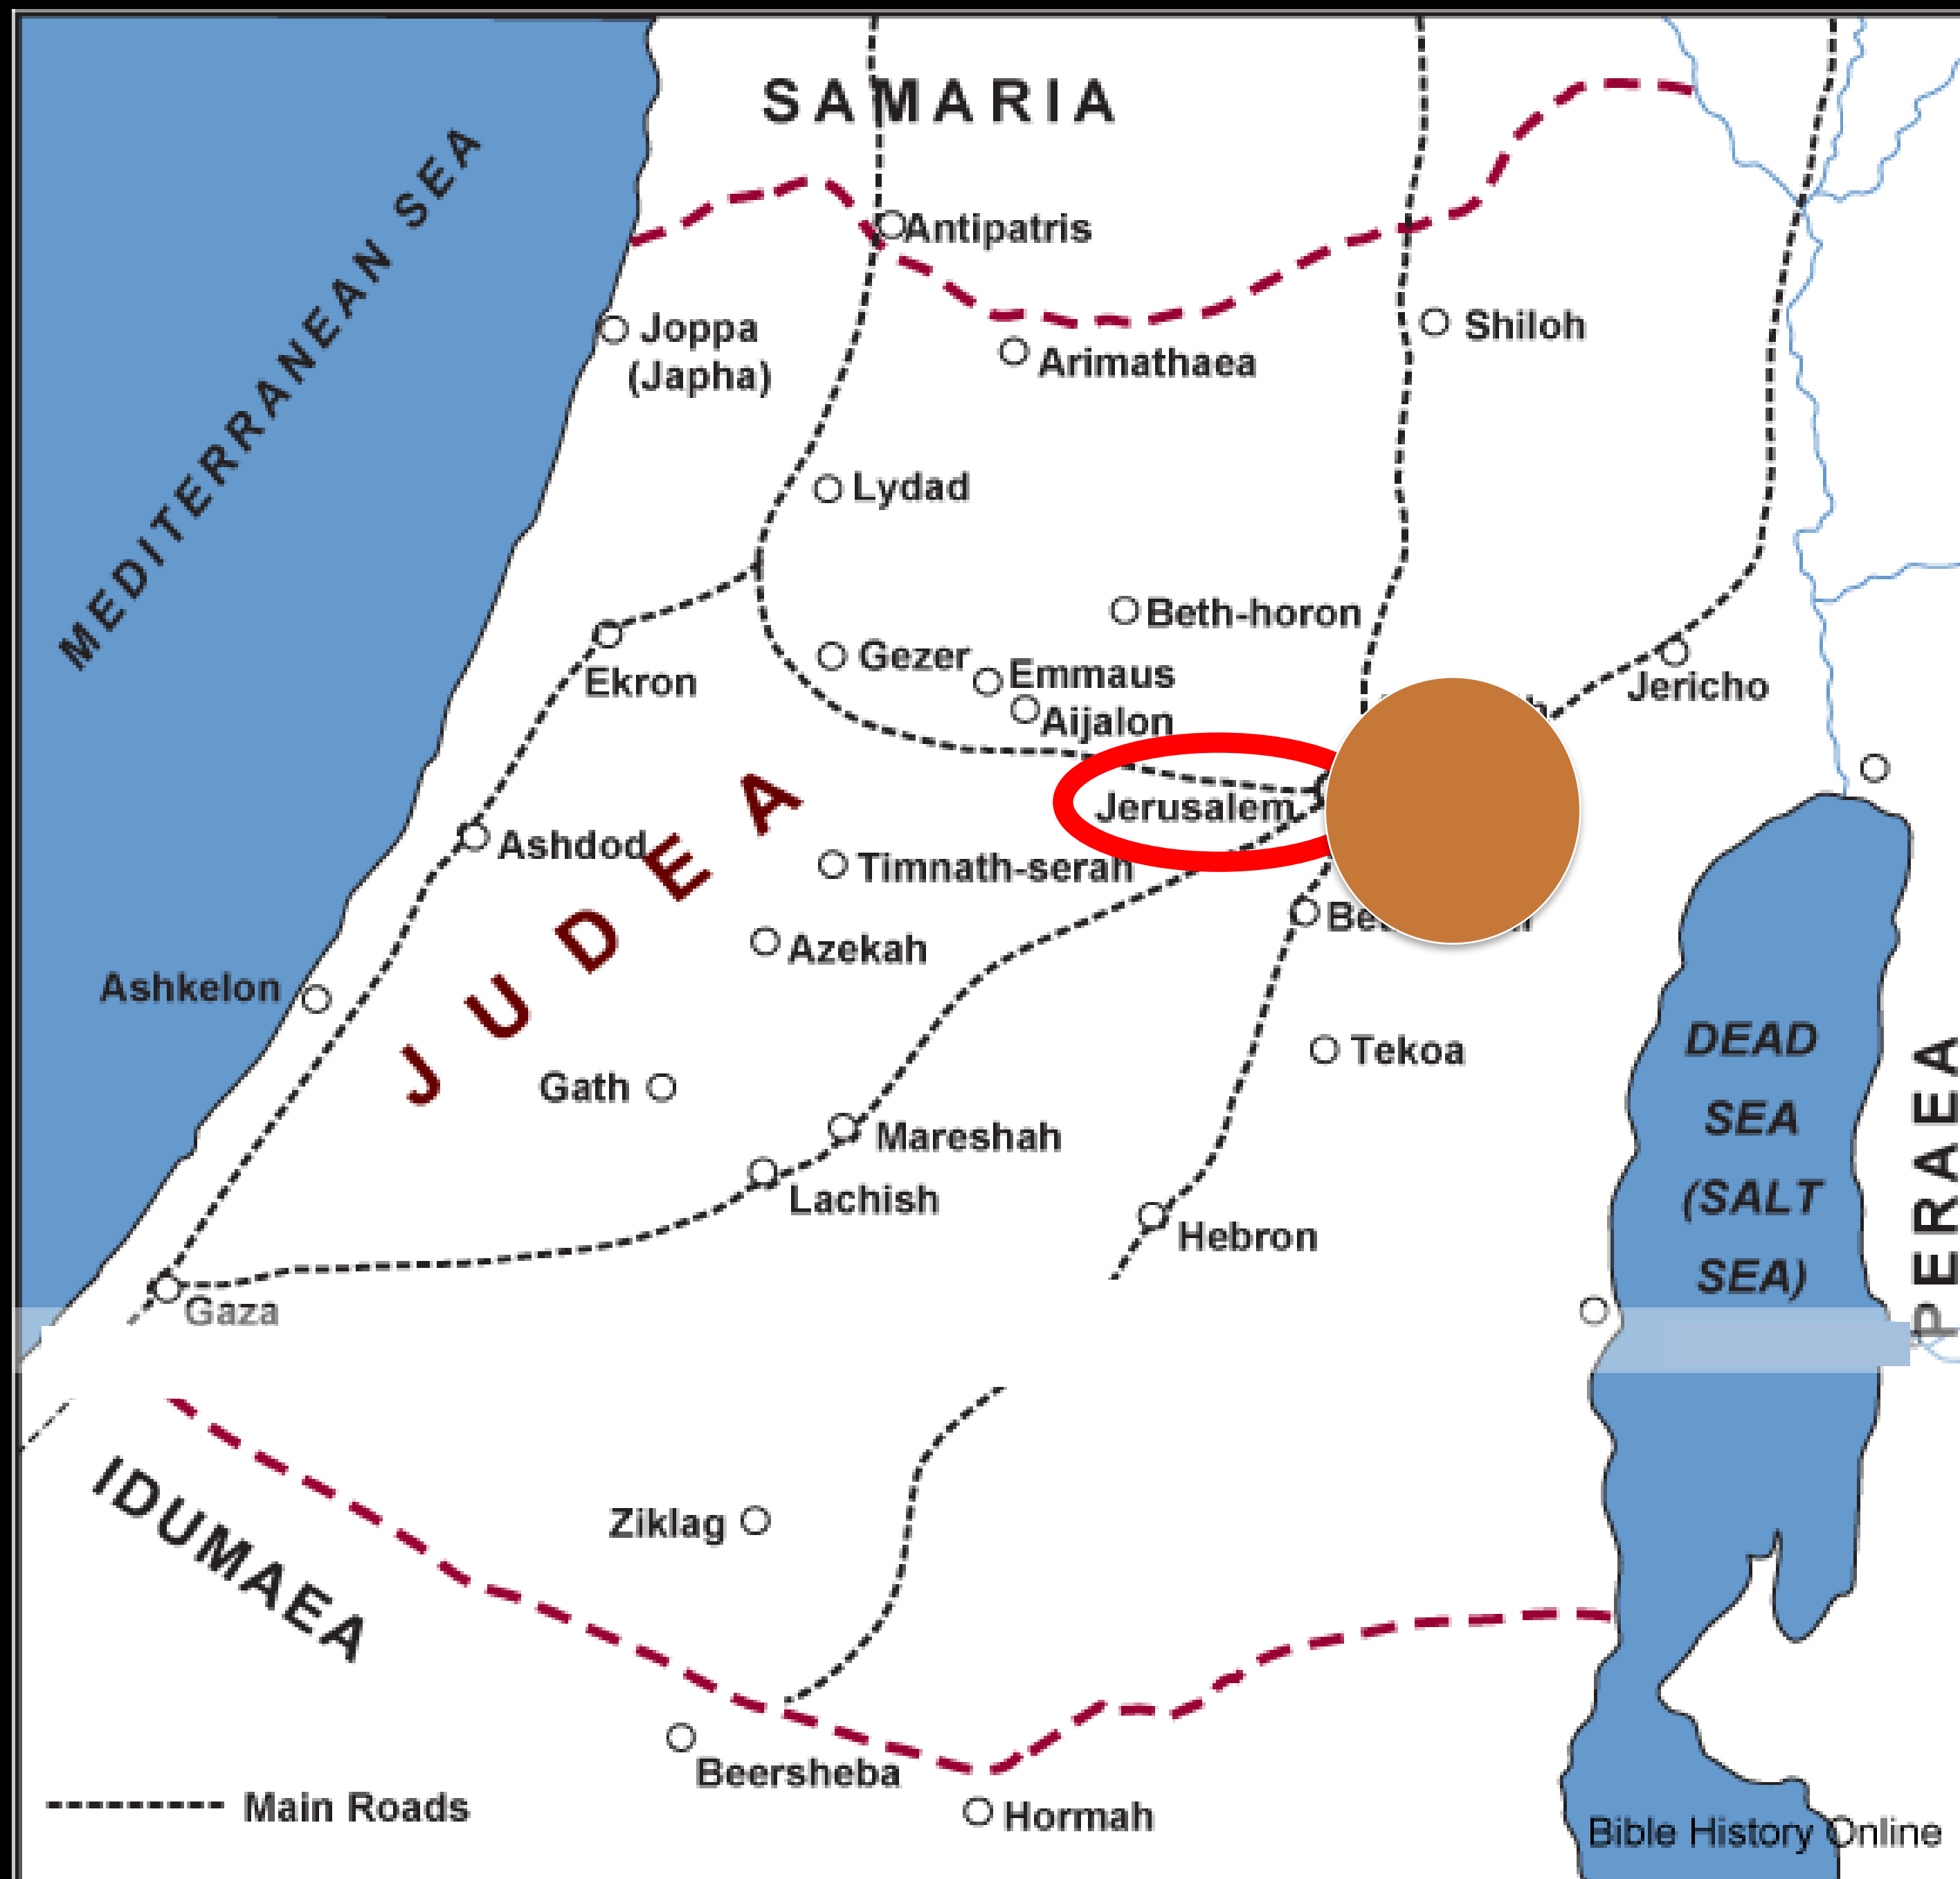 SAMARIA
MEDITERRANEAN SEA
Antipatris
Joppa
(Japha)
Shiloh
Arimathaea
Lydad
Beth-horon
Gezer
Emmaus
Ekron
Jericho
Aijalon
Jerusalem
JUDEA
Ashdod
Timnath-serah
Azekah
Ashkelon
Tekoa
DEAD
SEA
(SALT
SEA)
PERAEA
Gath
Mareshah
Lachish
Hebron
Gaza
IDUMAEA
Ziklag
Beersheba
Main Roads
Hormah
Bible History Online